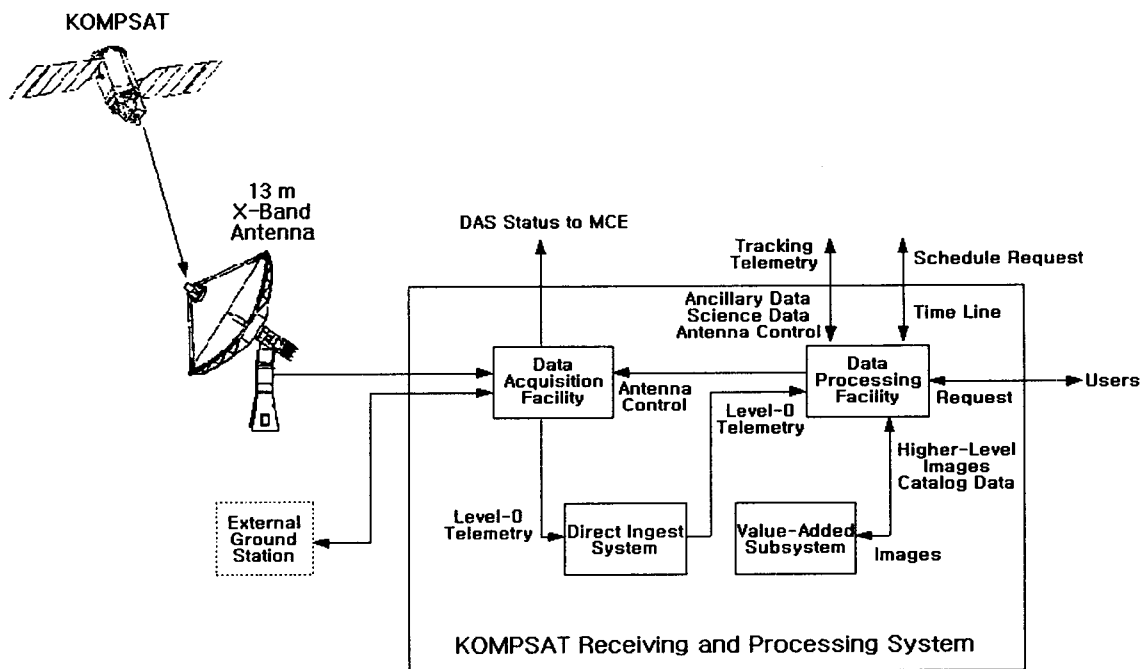 KOMPSAT
13 m
X-Band
Antenna
DAS Status to MCE
Tracking
Telemetry
Schedule Request
Ancillary Data
Science Data
Antenna Control
Time Line
Data
Acquisition
Facility
Antenna
Control
Data
Processing
Facility
Request
Users
Level-0
Telemetry
Higher-Level
Images
Catalog Data
External
Ground
Station
Level-0
Telemetry
Direct Ingest
System
Value-Added
Subsystem
Images
KOMPSAT Receiving and Processing System